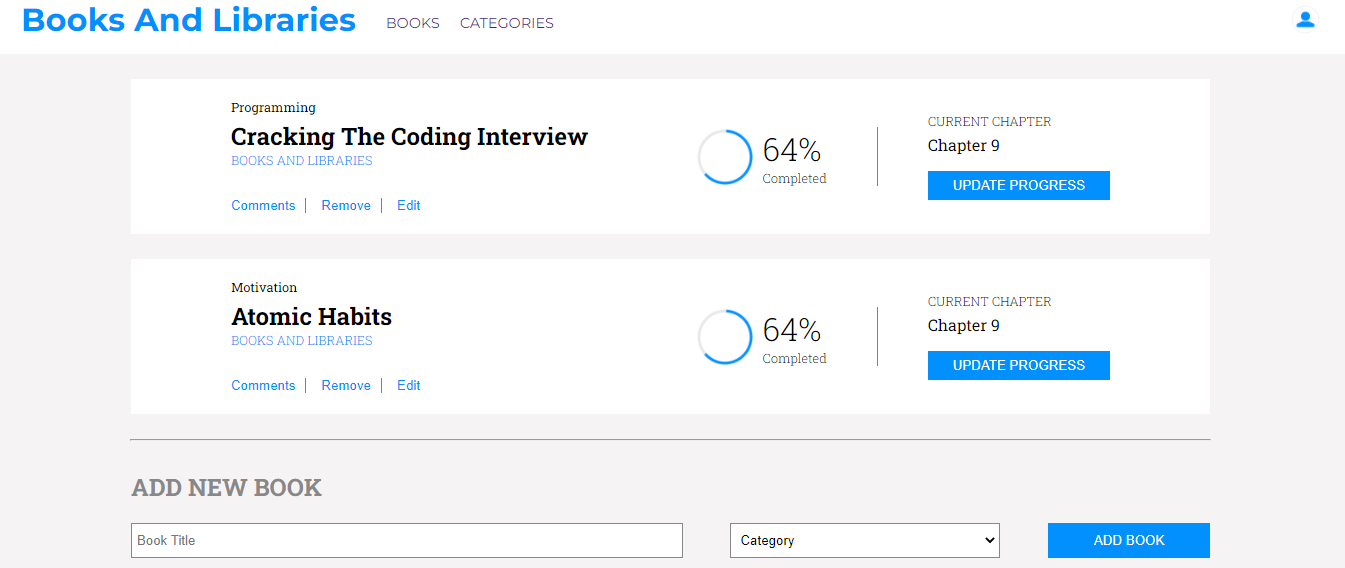 Books And Libraries BOOKS CATEGORIES
Programming
Cracking The Coding Interview
BOOKS AND LIBRARIES
Comments Remove Edit
64%
Completed
CURRENT CHAPTER
Chapter 9
UPDATE PROGRESS
Motivation
Atomic Habits
BOOKS AND LIBRARIES
Comments Remove Edit
64%
Completed
CURRENT CHAPTER
Chapter 9
UPDATE PROGRESS
ADD NEW BOOK
Book Title Category ADD BOOK